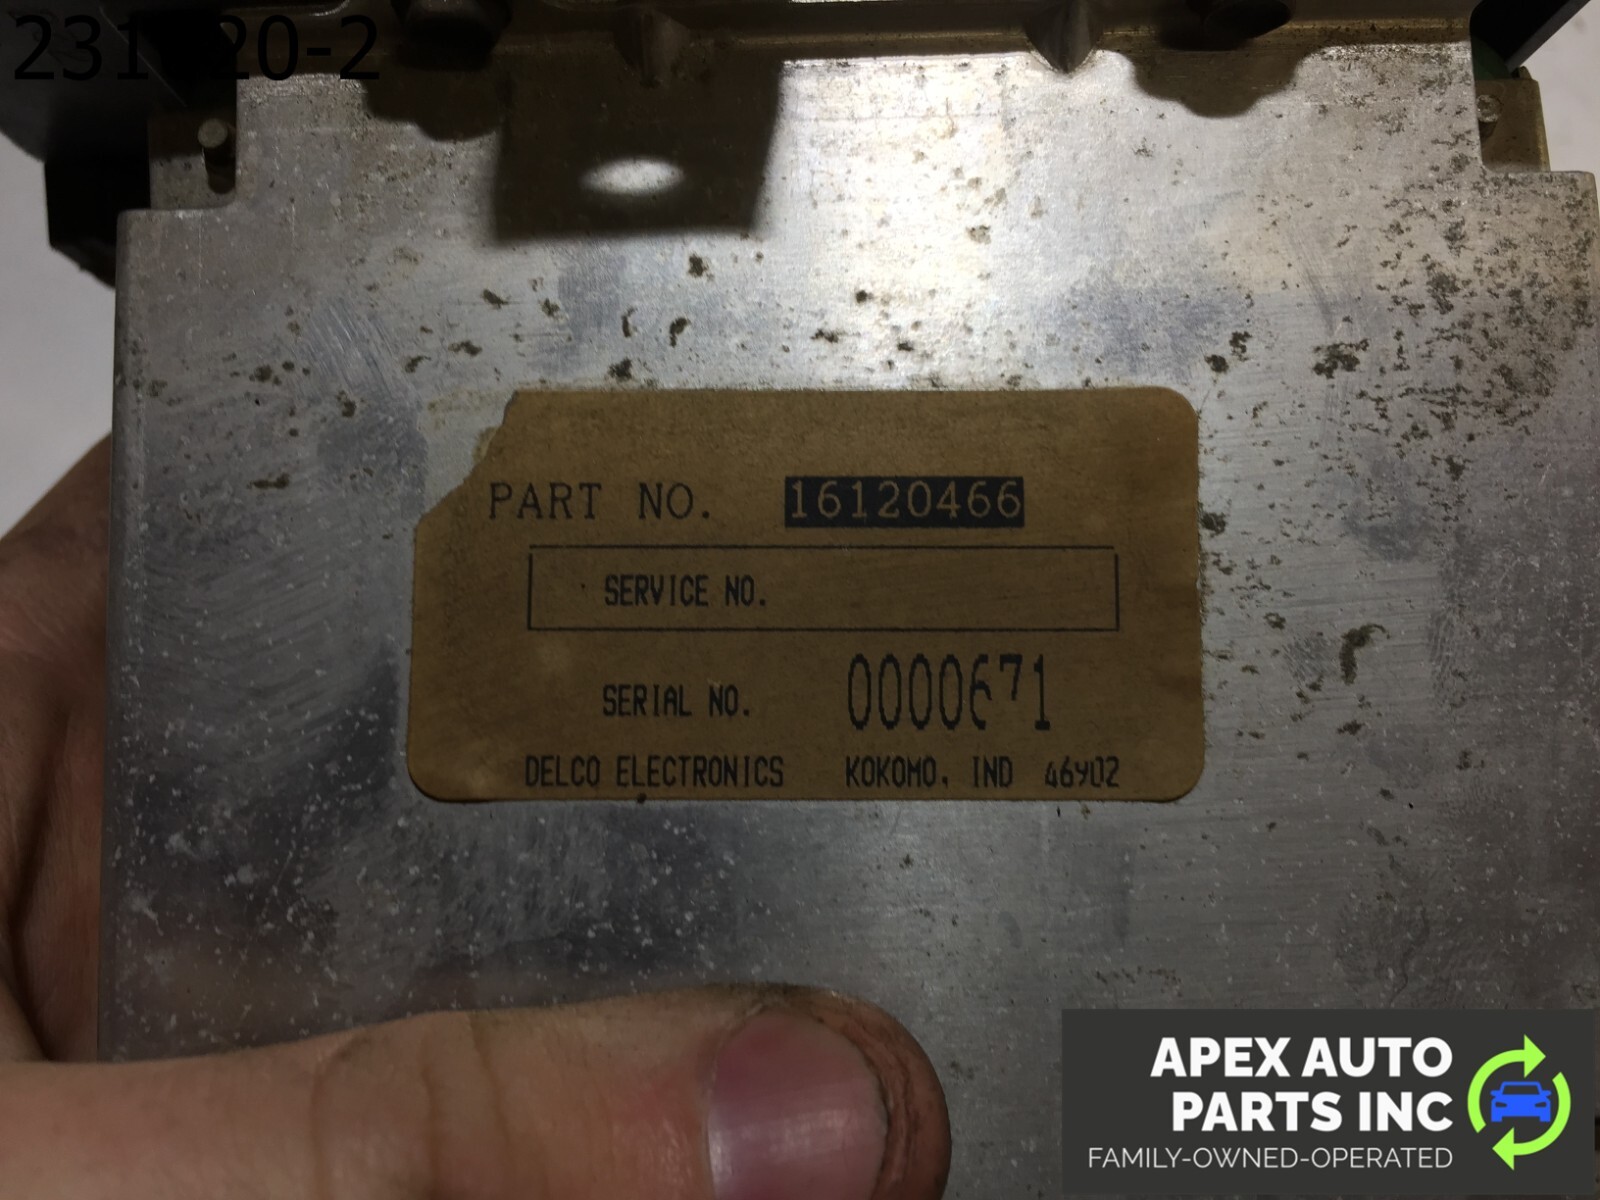 PART NO. 16120466
SERVICE NO.
SERIAL NO. 0000671
DELCO ELECTRONICS KOKOMO, IND 46902
APEX AUTO
PARTS INC
FAMILY-OWNED-OPERATED